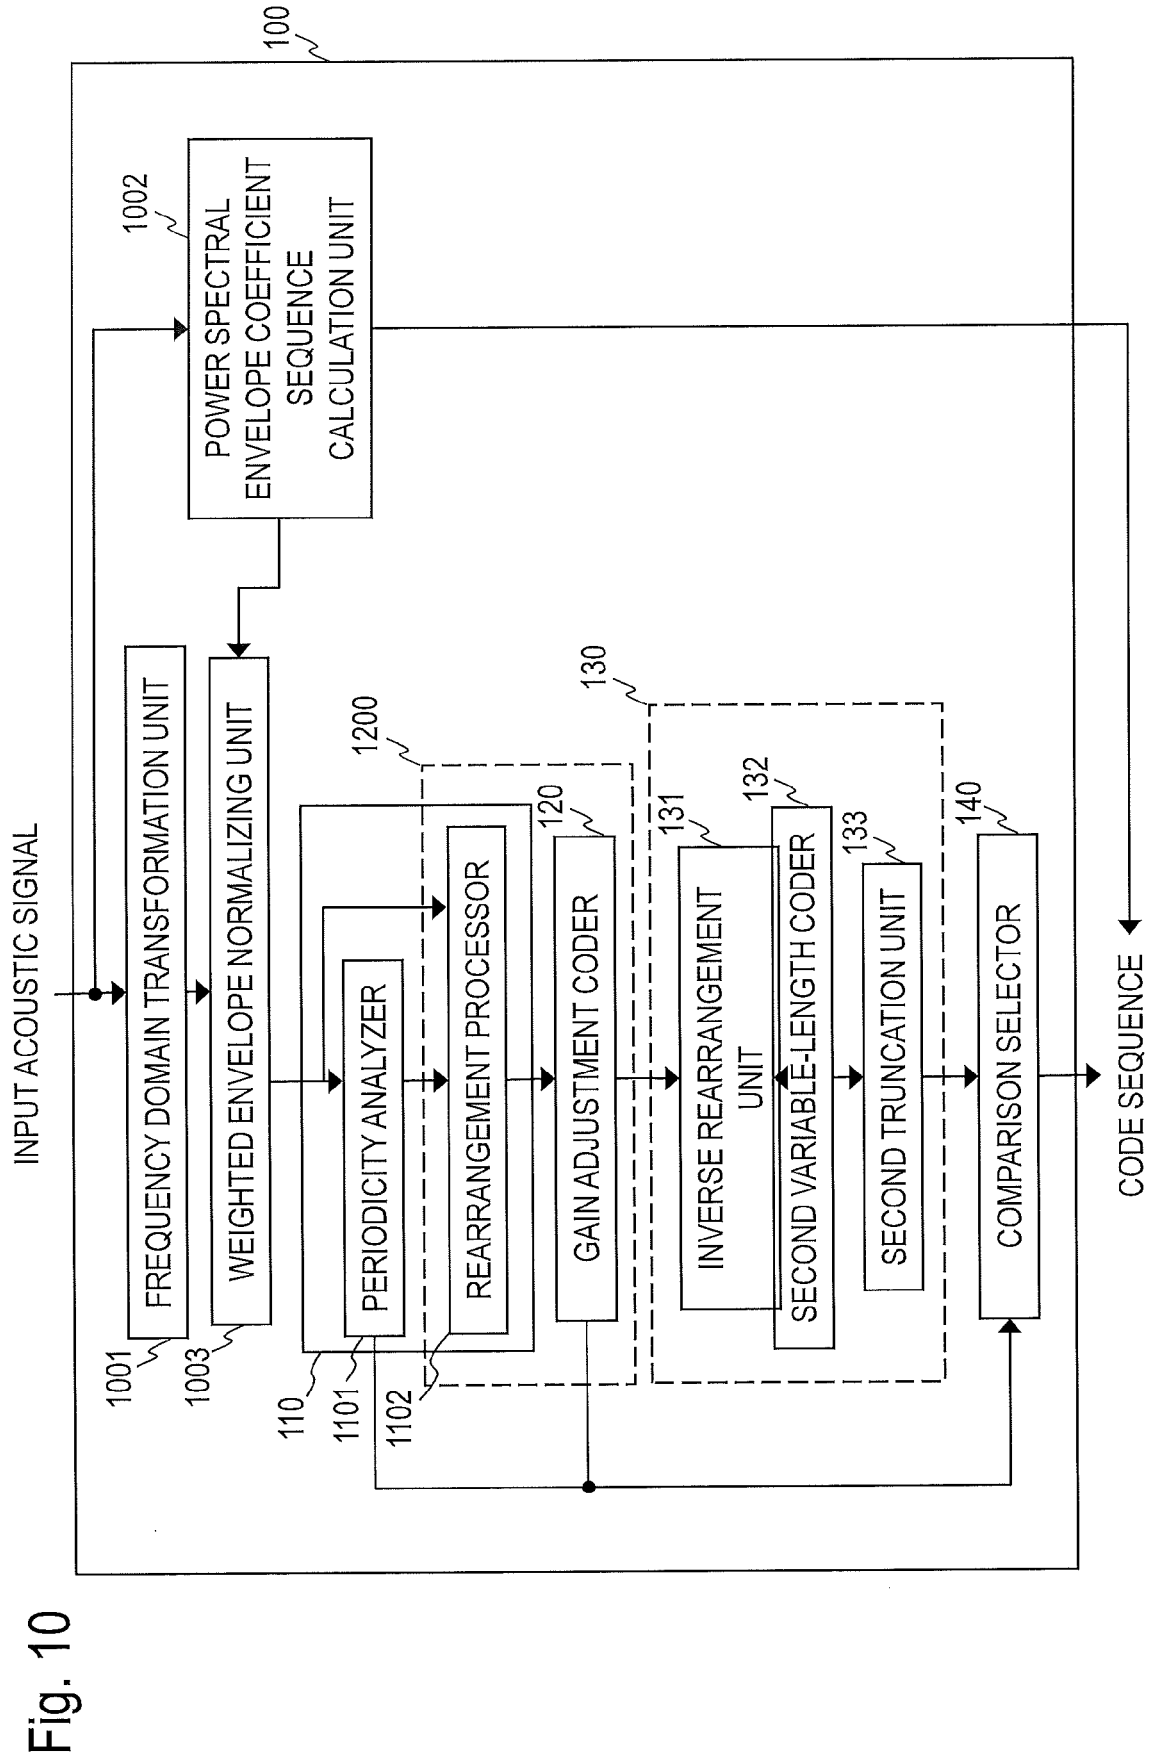 Fig. 10
INPUT ACOUSTIC SIGNAL
100
1001
FREQUENCY DOMAIN TRANSFORMATION UNIT
1002
POWER SPECTRAL
ENVELOPE COEFFICIENT
SEQUENCE
CALCULATION UNIT
1003
WEIGHTED ENVELOPE NORMALIZING UNIT
110
1101
PERIODICITY ANALYZER
1200
1102
REARRANGEMENT PROCESSOR
120
GAIN ADJUSTMENT CODER
130
131
INVERSE REARRANGEMENT
UNIT
132
SECOND VARIABLE-LENGTH CODER
133
SECOND TRUNCATION UNIT
140
COMPARISON SELECTOR
CODE SEQUENCE